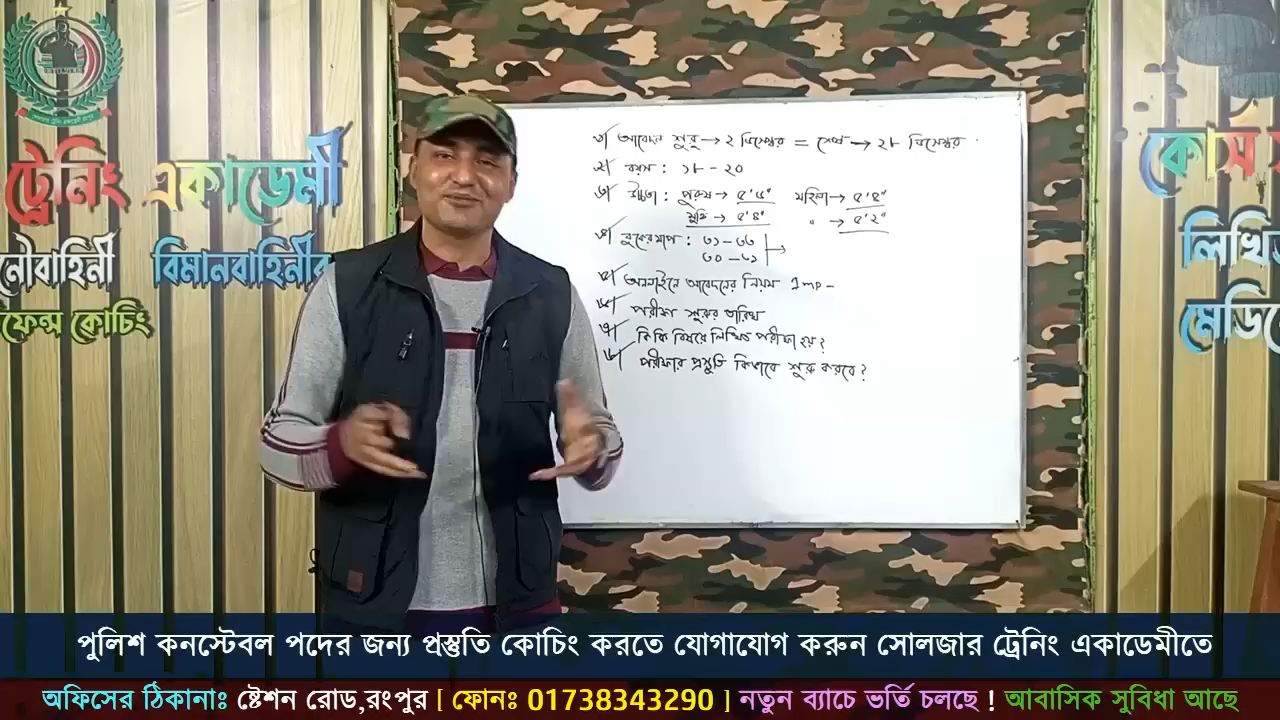 ট্রেনিং একাডেমী
নৌবাহিনী বিমানবাহিনীর
ফেন্স কোচিং
১/ আবেদন শুরু → ২ ডিসেম্বর = শেষ → ২৮ ডিসেম্বর
২/ বয়স : ১৮ - ২০
৩/ উচ্চতা : পুরুষ → ৫'৬" মহিলা → ৫'৪"
মুক্তি → ৫'৪" " → ৫'২"
৪/ বুকের মাপ : ৩১ - ৩৩
৩০ - ৩১
৫/ অনলাইনে আবেদনের নিয়ম Imp -
৬/ পরীক্ষা শুরুর তারিখ
৭/ কি কি বিষয়ে লিখিত পরীক্ষা হয়?
৮/ পরীক্ষার প্রস্তুতি কিভাবে শুরু করবে?
কোর্স
লিখিত
মেডি
পুলিশ কনস্টেবল পদের জন্য প্রস্তুতি কোচিং করতে যোগাযোগ করুন সোলজার ট্রেনিং একাডেমীতে
অফিসের ঠিকানাঃ ষ্টেশন রোড,রংপুর [ ফোনঃ 01738343290 ] নতুন ব্যাচে ভর্তি চলছে ! আবাসিক সুবিধা আছে